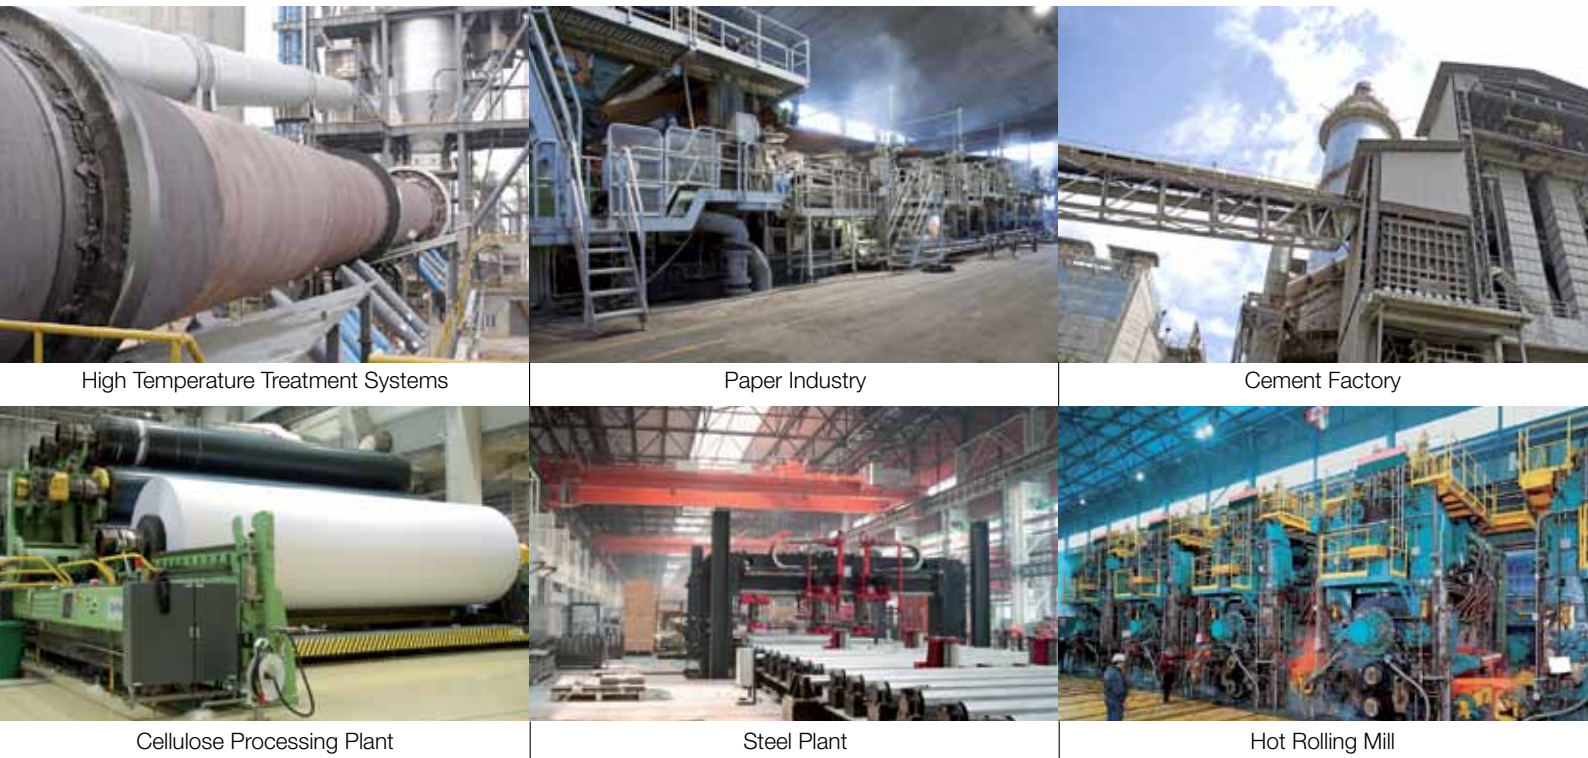 High Temperature Treatment Systems
Paper Industry
Cement Factory
Cellulose Processing Plant
Steel Plant
Hot Rolling Mill